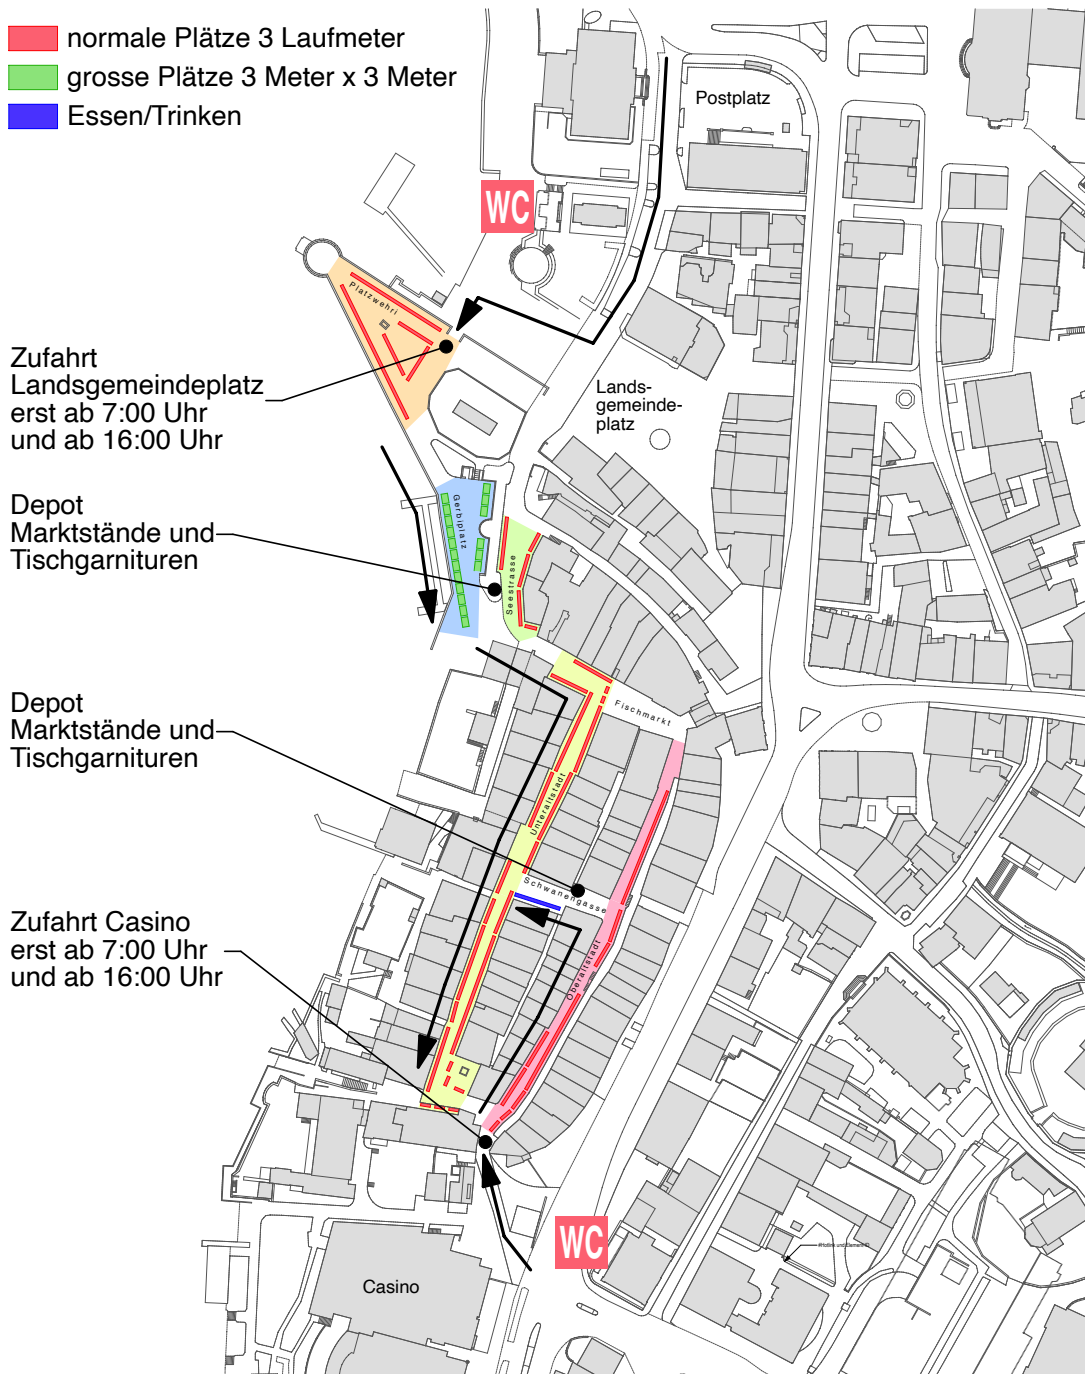 normale Plätze 3 Laufmeter
grosse Plätze 3 Meter x 3 Meter
Essen/Trinken
Postplatz
WC
Platzwehri
Zufahrt
Landsgemeindeplatz
erst ab 7:00 Uhr
und ab 16:00 Uhr
Lands-
gemeinde-
platz
Depot
Marktstände und
Tischgarnituren
Gerbiplatz
Seestrasse
Depot
Marktstände und
Tischgarnituren
Fischmarkt
Unteraltstadt
Schwanengasse
Zufahrt Casino
erst ab 7:00 Uhr
und ab 16:00 Uhr
Oberaltstadt
WC
Casino